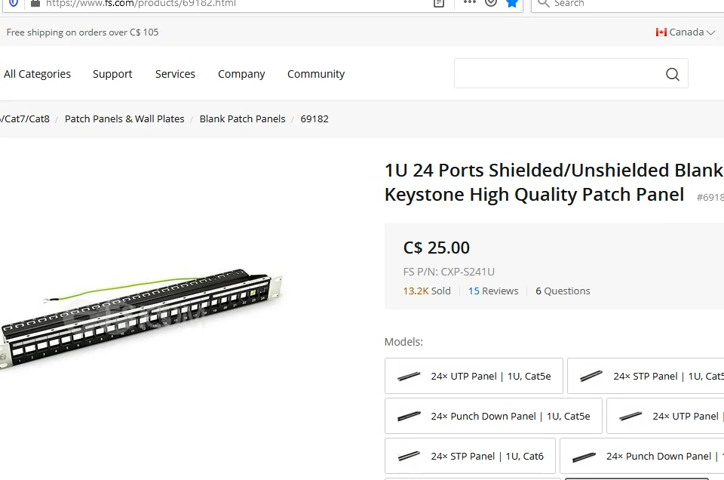 https://www.fs.com/products/69182.html
Search
Free shipping on orders over C$ 105
Canada
All Categories Support Services Company Community
/Cat7/Cat8 / Patch Panels & Wall Plates / Blank Patch Panels / 69182
1U 24 Ports Shielded/Unshielded Blank
Keystone High Quality Patch Panel #6918
C$ 25.00
FS P/N: CXP-S241U
13.2K Sold 15 Reviews 6 Questions
Models:
24× UTP Panel | 1U, Cat5e 24× STP Panel | 1U, Cat5
24× Punch Down Panel | 1U, Cat5e 24× UTP Panel |
24× STP Panel | 1U, Cat6 24× Punch Down Panel |